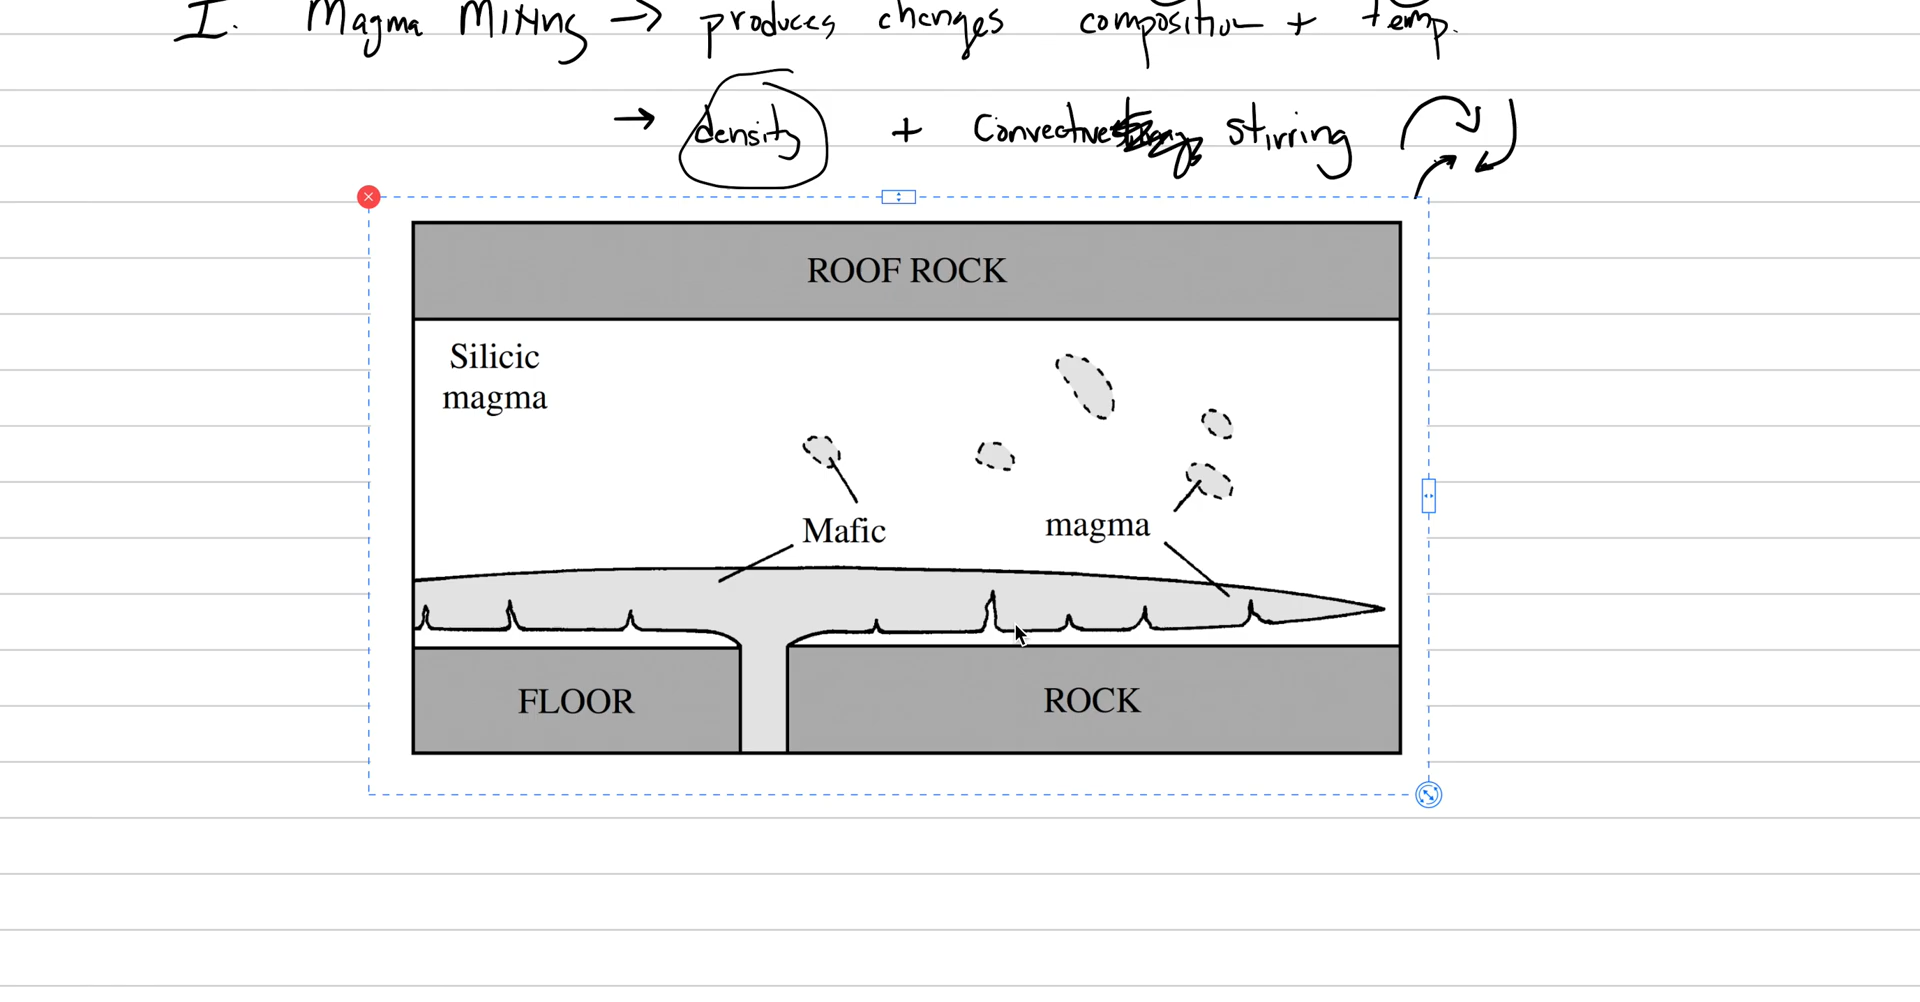 I. Magma Mixing → produces changes composition + temp.
→ density + Convective stirring
ROOF ROCK
Silicic
magma
Mafic magma
FLOOR ROCK